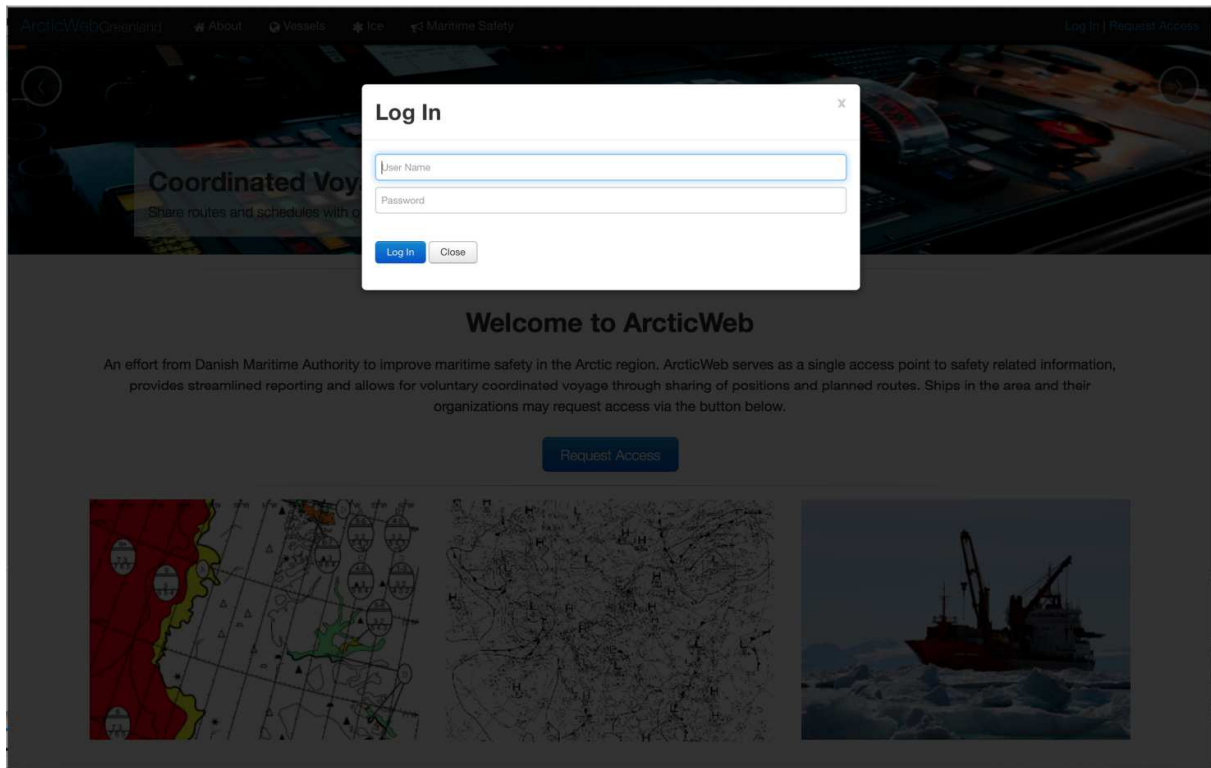 ArcticWebGreenland About Vessels Ice Maritime Safety Log In | Request Access
Log In x
User Name
Password
Log In Close
Coordinated Voy
Share routes and schedules with o
Welcome to ArcticWeb
An effort from Danish Maritime Authority to improve maritime safety in the Arctic region. ArcticWeb serves as a single access point to safety related information,
provides streamlined reporting and allows for voluntary coordinated voyage through sharing of positions and planned routes. Ships in the area and their
organizations may request access via the button below.
Request Access